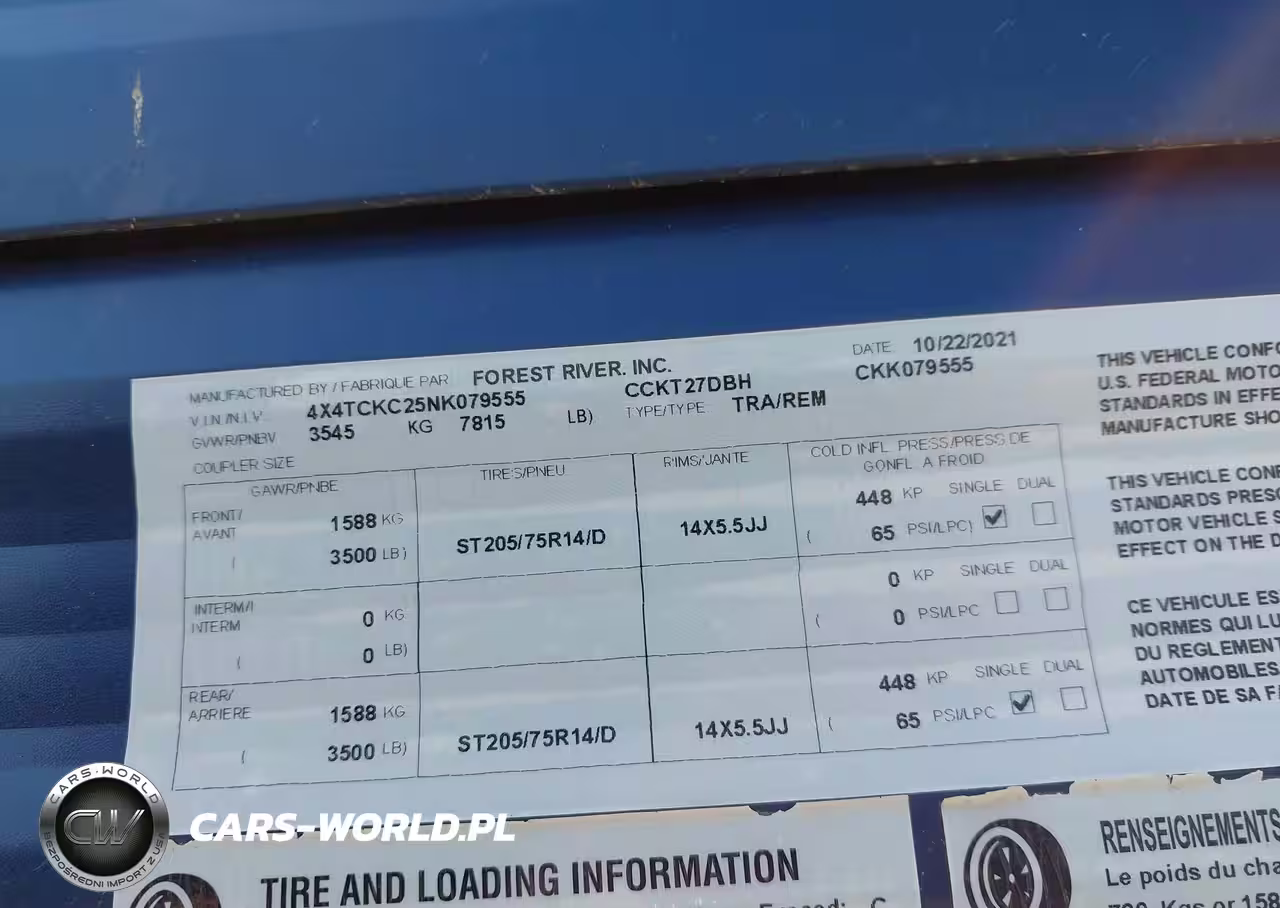 MANUFACTURED BY / FABRIQUE PAR FOREST RIVER. INC. DATE 10/22/2021
V.I.N./N.I.V. 4X4TCKC25NK079555 CCKT27DBH CKK079555
GVWR/PNBV 3545 KG 7815 LB) TYPE/TYPE TRA/REM
COUPLER SIZE
GAWR/PNBE TIRES/PNEU RIMS/JANTE COLD INFL PRESS/PRESS DE
GONFL A FROID
FRONT/
AVANT
1588 KG
( 3500 LB)
ST205/75R14/D
14X5.5JJ
448 KP SINGLE DUAL
( 65 PSI/LPC)
INTERM/I
INTERM
0 KG
( 0 LB)
0 KP SINGLE DUAL
( 0 PSI/LPC
REAR/
ARRIERE
1588 KG
( 3500 LB)
ST205/75R14/D
14X5.5JJ
448 KP SINGLE DUAL
( 65 PSI/LPC
THIS VEHICLE CONFO
U.S. FEDERAL MOTO
STANDARDS IN EFFE
MANUFACTURE SHO
THIS VEHICLE CONF
STANDARDS PRESC
MOTOR VEHICLE S
EFFECT ON THE D
CE VEHICULE ES
NORMES QUI LU
DU REGLEMENT
AUTOMOBILES
DATE DE SA FA
TIRE AND LOADING INFORMATION
RENSEIGNEMENTS
Le poids du cha
Kgs or 158
CARS-WORLD
CW
BEZPOŚREDNI IMPORT Z USA
CARS-WORLD.PL